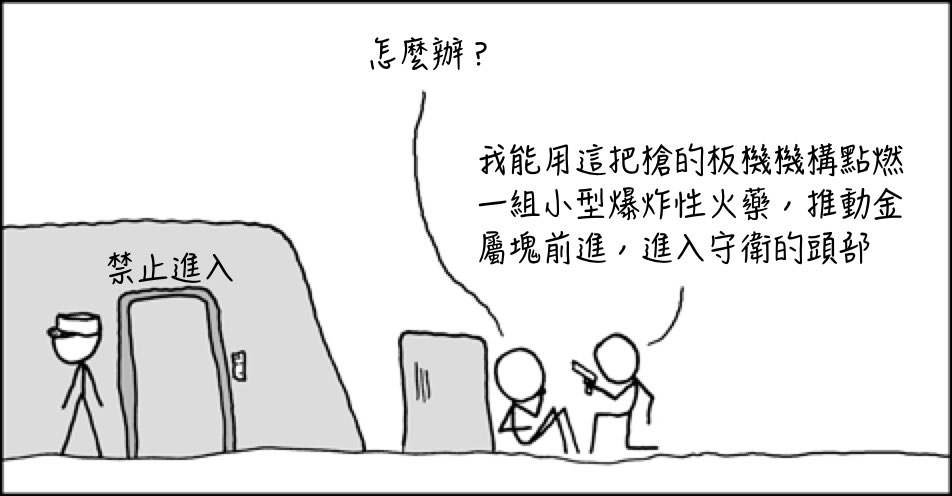 怎麼辦？
我能用這把槍的板機機構點燃
一組小型爆炸性火藥，推動金
屬塊前進，進入守衛的頭部
禁止進入